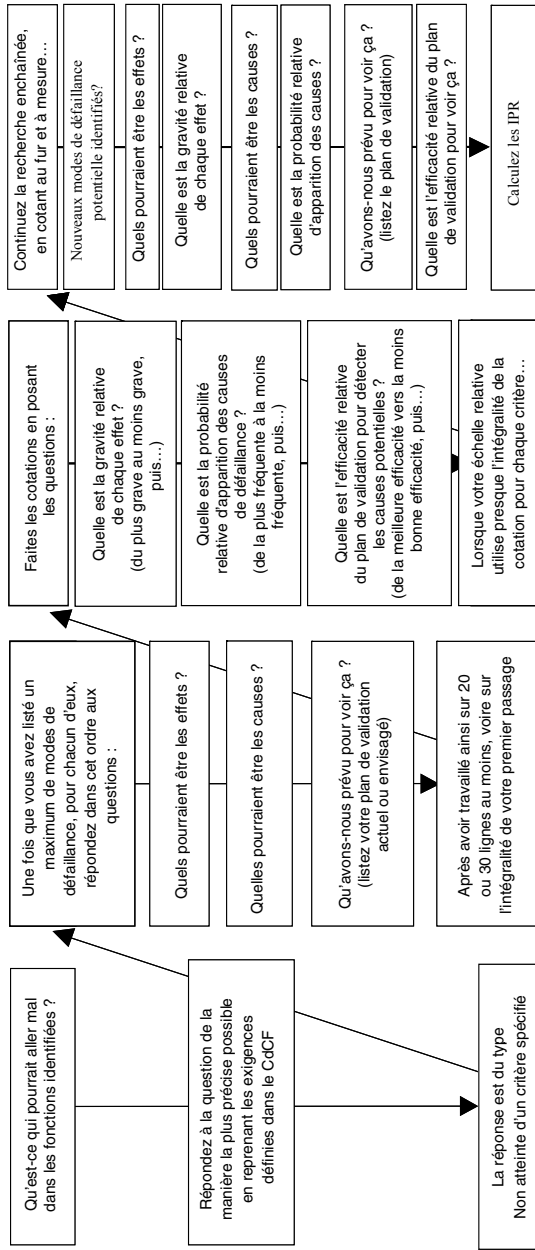 Qu'est-ce qui pourrait aller mal
dans les fonctions identifiées ?
Répondez à la question de la
manière la plus précise possible
en reprenant les exigences
définies dans le CdCF
La réponse est du type
Non atteinte d'un critère spécifié
Une fois que vous avez listé un
maximum de modes de
défaillance, pour chacun d'eux,
répondez dans cet ordre aux
questions :
Quels pourraient être les effets ?
Quelles pourraient être les causes ?
Qu'avons-nous prévu pour voir ça ?
(listez votre plan de validation
actuel ou envisagé)
Après avoir travaillé ainsi sur 20
ou 30 lignes au moins, voire sur
l'intégralité de votre premier passage
Faites les cotations en posant
les questions :
Quelle est la gravité relative
de chaque effet ?
(du plus grave au moins grave,
puis…)
Quelle est la probabilité
relative d'apparition des causes
de défaillance ?
(de la plus fréquente à la moins
fréquente, puis…)
Quelle est l'efficacité relative
du plan de validation pour détecter
les causes potentielles ?
(de la meilleure efficacité vers la moins
bonne efficacité, puis…)
Lorsque votre échelle relative
utilise presque l'intégralité de la
cotation pour chaque critère…
Continuez la recherche enchaînée,
en cotant au fur et à mesure…
Nouveaux modes de défaillance
potentielle identifiés?
Quels pourraient être les effets ?
Quelle est la gravité relative
de chaque effet ?
Quels pourraient être les causes ?
Quelle est la probabilité relative
d'apparition des causes ?
Qu'avons-nous prévu pour voir ça ?
(listez le plan de validation)
Quelle est l'efficacité relative du plan
de validation pour voir ça ?
Calculez les IPR